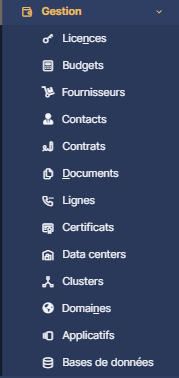 Gestion
Licences
Budgets
Fournisseurs
Contacts
Contrats
Documents
Lignes
Certificats
Data centers
Clusters
Domaines
Applicatifs
Bases de données